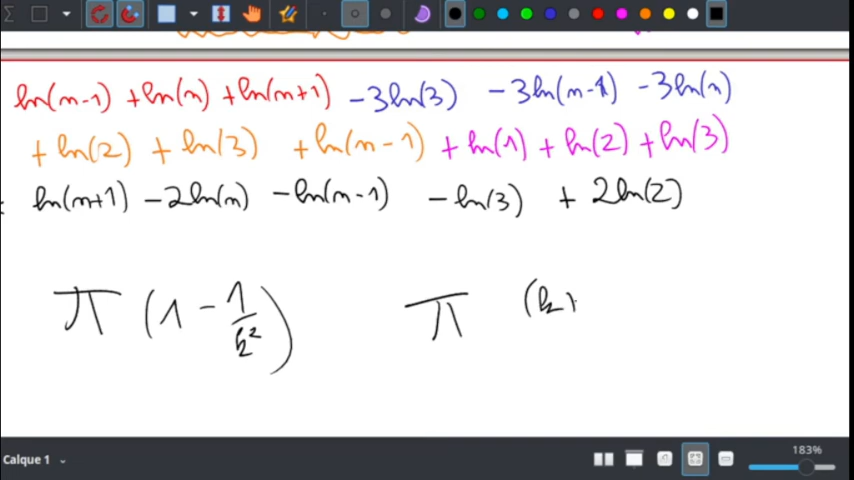 ln(n-1) +ln(n) +ln(n+1) -3ln(3) -3ln(n-1) -3ln(n)
+ ln(2) + ln(3) + ln(n-1) + ln(1) + ln(2) + ln(3)
ln(n+1) -2ln(n) -ln(n-1) -ln(3) + 2ln(2)
π (1 - 1/k²) π (k)
183%
Calque 1